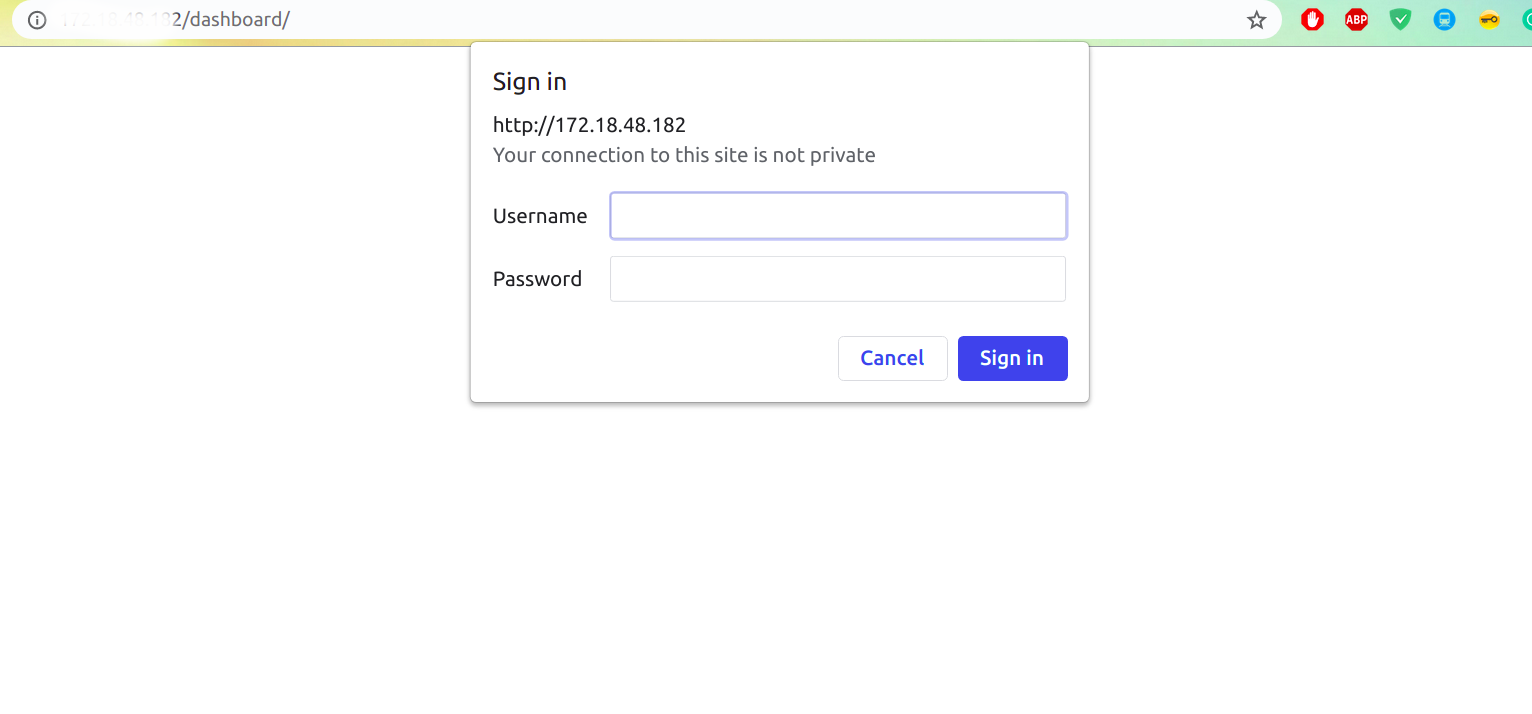 172.18.48.182/dashboard/
ABP
Sign in
http://172.18.48.182
Your connection to this site is not private
Username
Password
Cancel Sign in